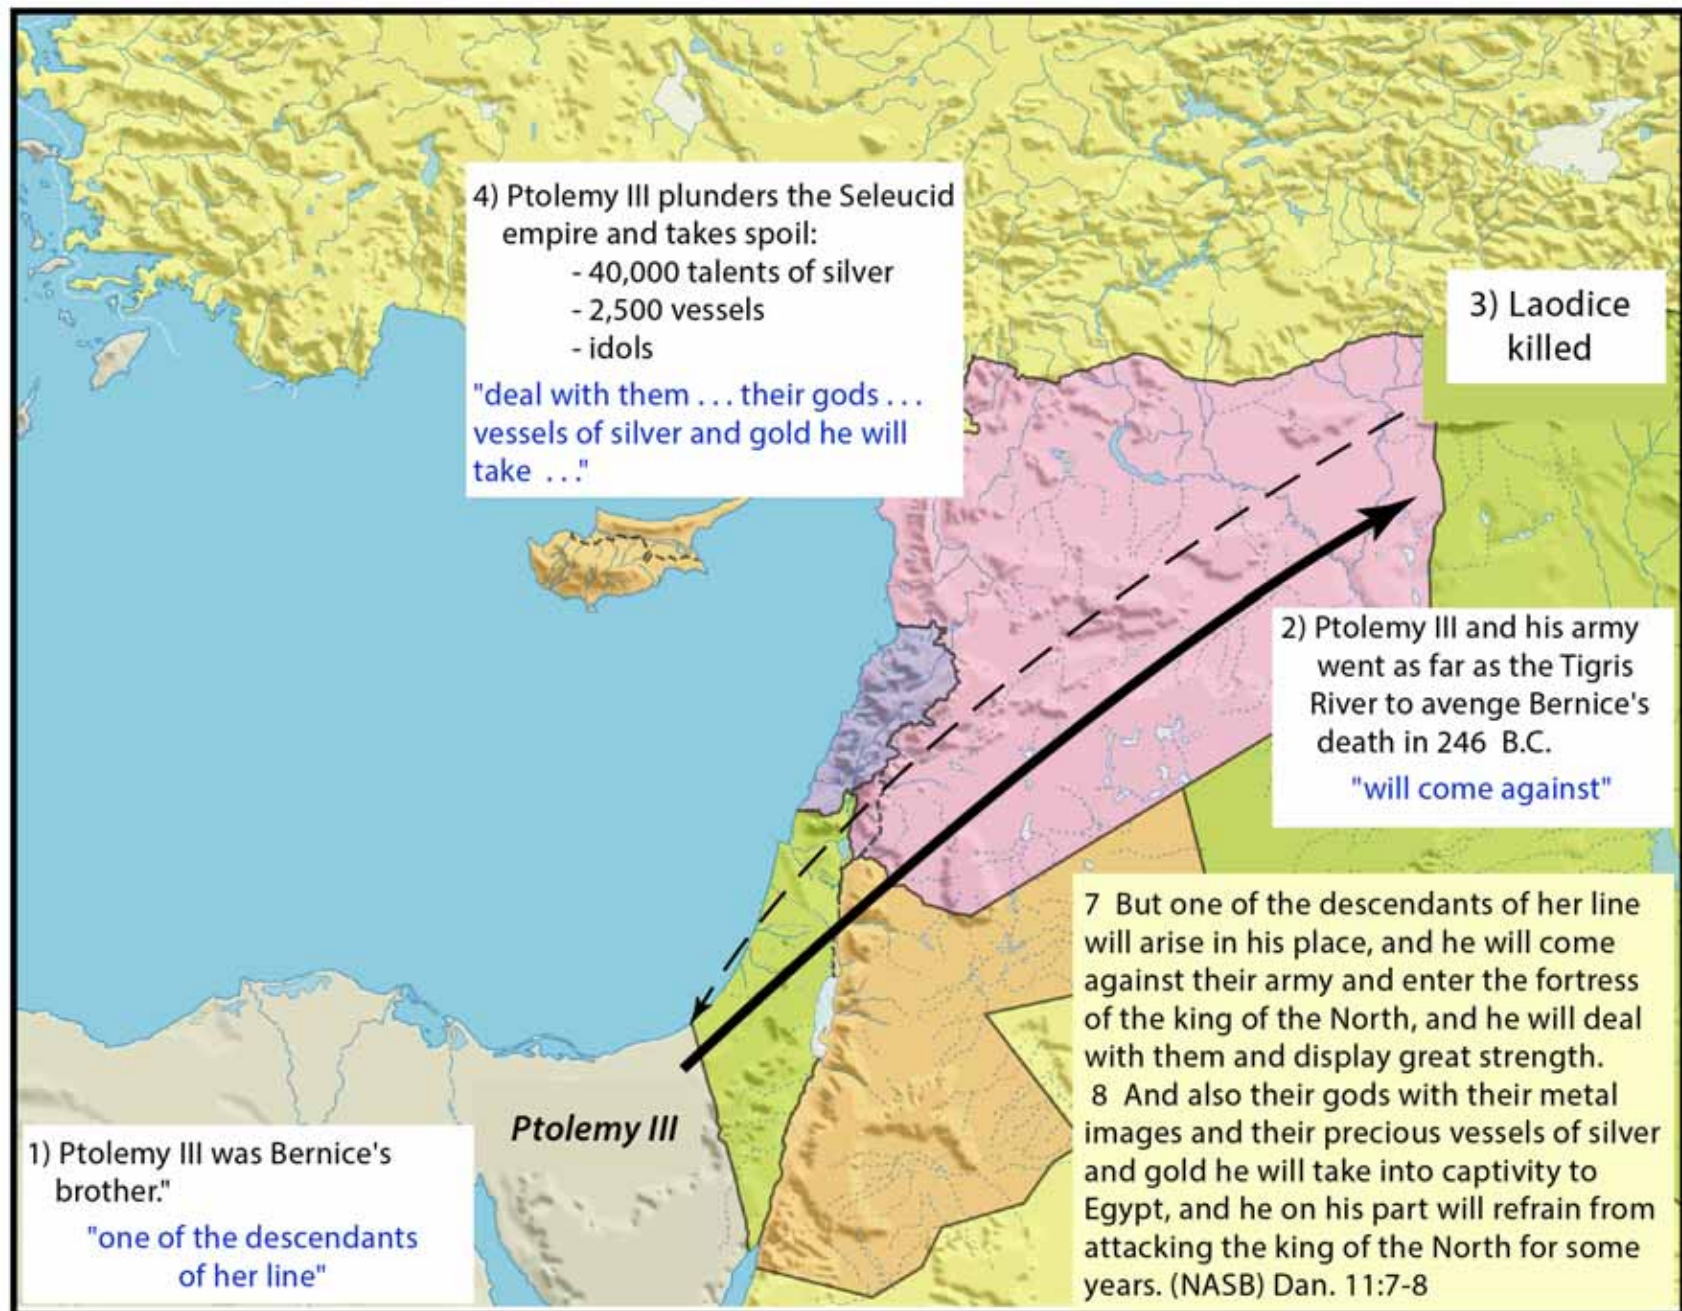 4) Ptolemy III plunders the Seleucid
empire and takes spoil:
- 40,000 talents of silver
- 2,500 vessels
- idols
"deal with them . . . their gods . . .
vessels of silver and gold he will
take . . ."
3) Laodice
killed
2) Ptolemy III and his army
went as far as the Tigris
River to avenge Bernice's
death in 246 B.C.
"will come against"
7 But one of the descendants of her line
will arise in his place, and he will come
against their army and enter the fortress
of the king of the North, and he will deal
with them and display great strength.
8 And also their gods with their metal
images and their precious vessels of silver
and gold he will take into captivity to
Egypt, and he on his part will refrain from
attacking the king of the North for some
years. (NASB) Dan. 11:7-8
Ptolemy III
1) Ptolemy III was Bernice's
brother."
"one of the descendants
of her line"